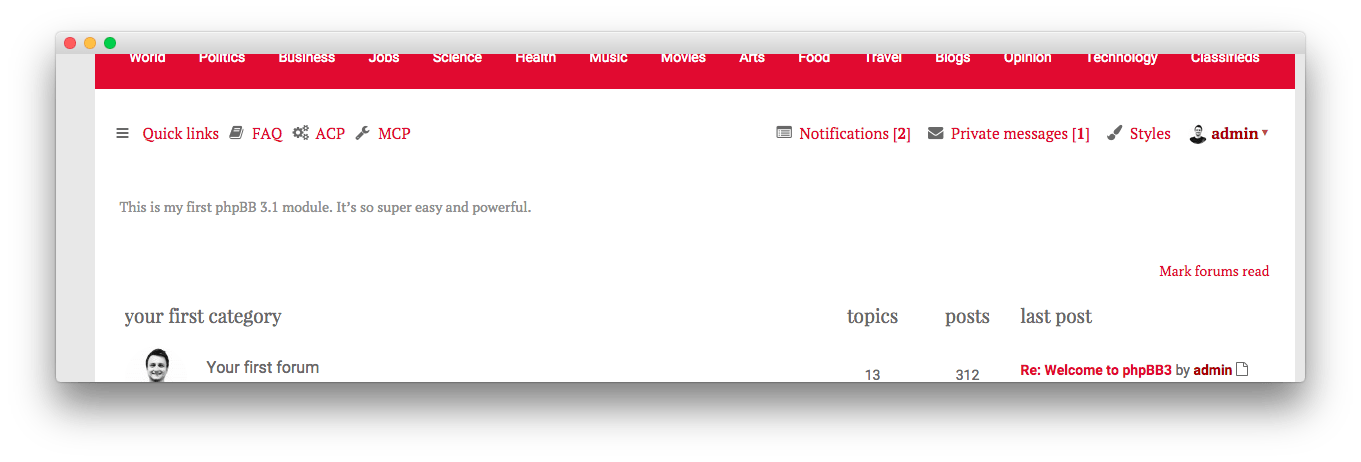 World Politics Business Jobs Science Health Music Movies Arts Food Travel Blogs Opinion Technology Classifieds
Quick links FAQ ACP MCP Notifications [2] Private messages [1] Styles admin
This is my first phpBB 3.1 module. It’s so super easy and powerful.
Mark forums read
your first category topics posts last post
Your first forum 13 312 Re: Welcome to phpBB3 by admin